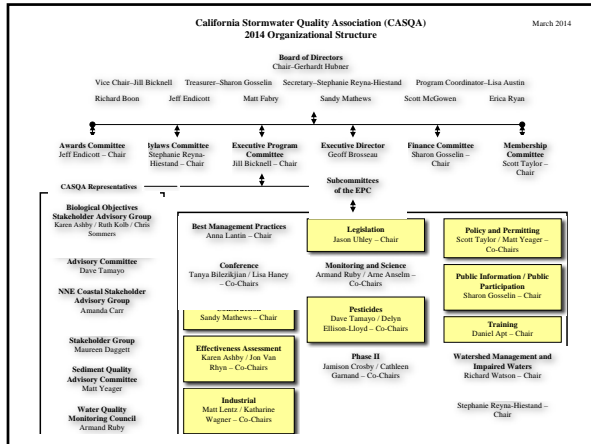 California Stormwater Quality Association (CASQA)
2014 Organizational Structure
March 2014
Board of Directors
Chair–Gerhardt Hubner
Vice Chair–Jill Bicknell
Treasurer–Sharon Gosselin
Secretary–Stephanie Reyna-Hiestand
Program Coordinator–Lisa Austin
Richard Boon
Jeff Endicott
Matt Fabry
Sandy Mathews
Scott McGowen
Erica Ryan
Awards Committee
Jeff Endicott – Chair
Bylaws Committee
Stephanie Reyna-
Hiestand – Chair
Executive Program
Committee
Jill Bicknell – Chair
Executive Director
Geoff Brosseau
Finance Committee
Sharon Gosselin –
Chair
Membership
Committee
Scott Taylor –
Chair
CASQA Representatives
Subcommittees
of the EPC
Biological Objectives
Stakeholder Advisory Group
Karen Ashby / Ruth Kolb / Chris
Sommers
Advisory Committee
Dave Tamayo
NNE Coastal Stakeholder
Advisory Group
Amanda Carr
Stakeholder Group
Maureen Daggett
Sediment Quality
Advisory Committee
Matt Yeager
Water Quality
Monitoring Council
Armand Ruby
Best Management Practices
Anna Lantin – Chair
Conference
Tanya Bilezikjian / Lisa Haney
– Co-Chairs
Sandy Mathews – Chair
Effectiveness Assessment
Karen Ashby / Jon Van
Rhyn – Co-Chairs
Industrial
Matt Lentz / Katharine
Wagner – Co-Chairs
Legislation
Jason Uhley – Chair
Monitoring and Science
Armand Ruby / Arne Anselm –
Co-Chairs
Pesticides
Dave Tamayo / Delyn
Ellison-Lloyd – Co-Chairs
Phase II
Jamison Crosby / Cathleen
Garnand – Co-Chairs
Policy and Permitting
Scott Taylor / Matt Yeager –
Co-Chairs
Public Information / Public
Participation
Sharon Gosselin – Chair
Training
Daniel Apt – Chair
Watershed Management and
Impaired Waters
Richard Watson – Chair
Stephanie Reyna-Hiestand –
Chair